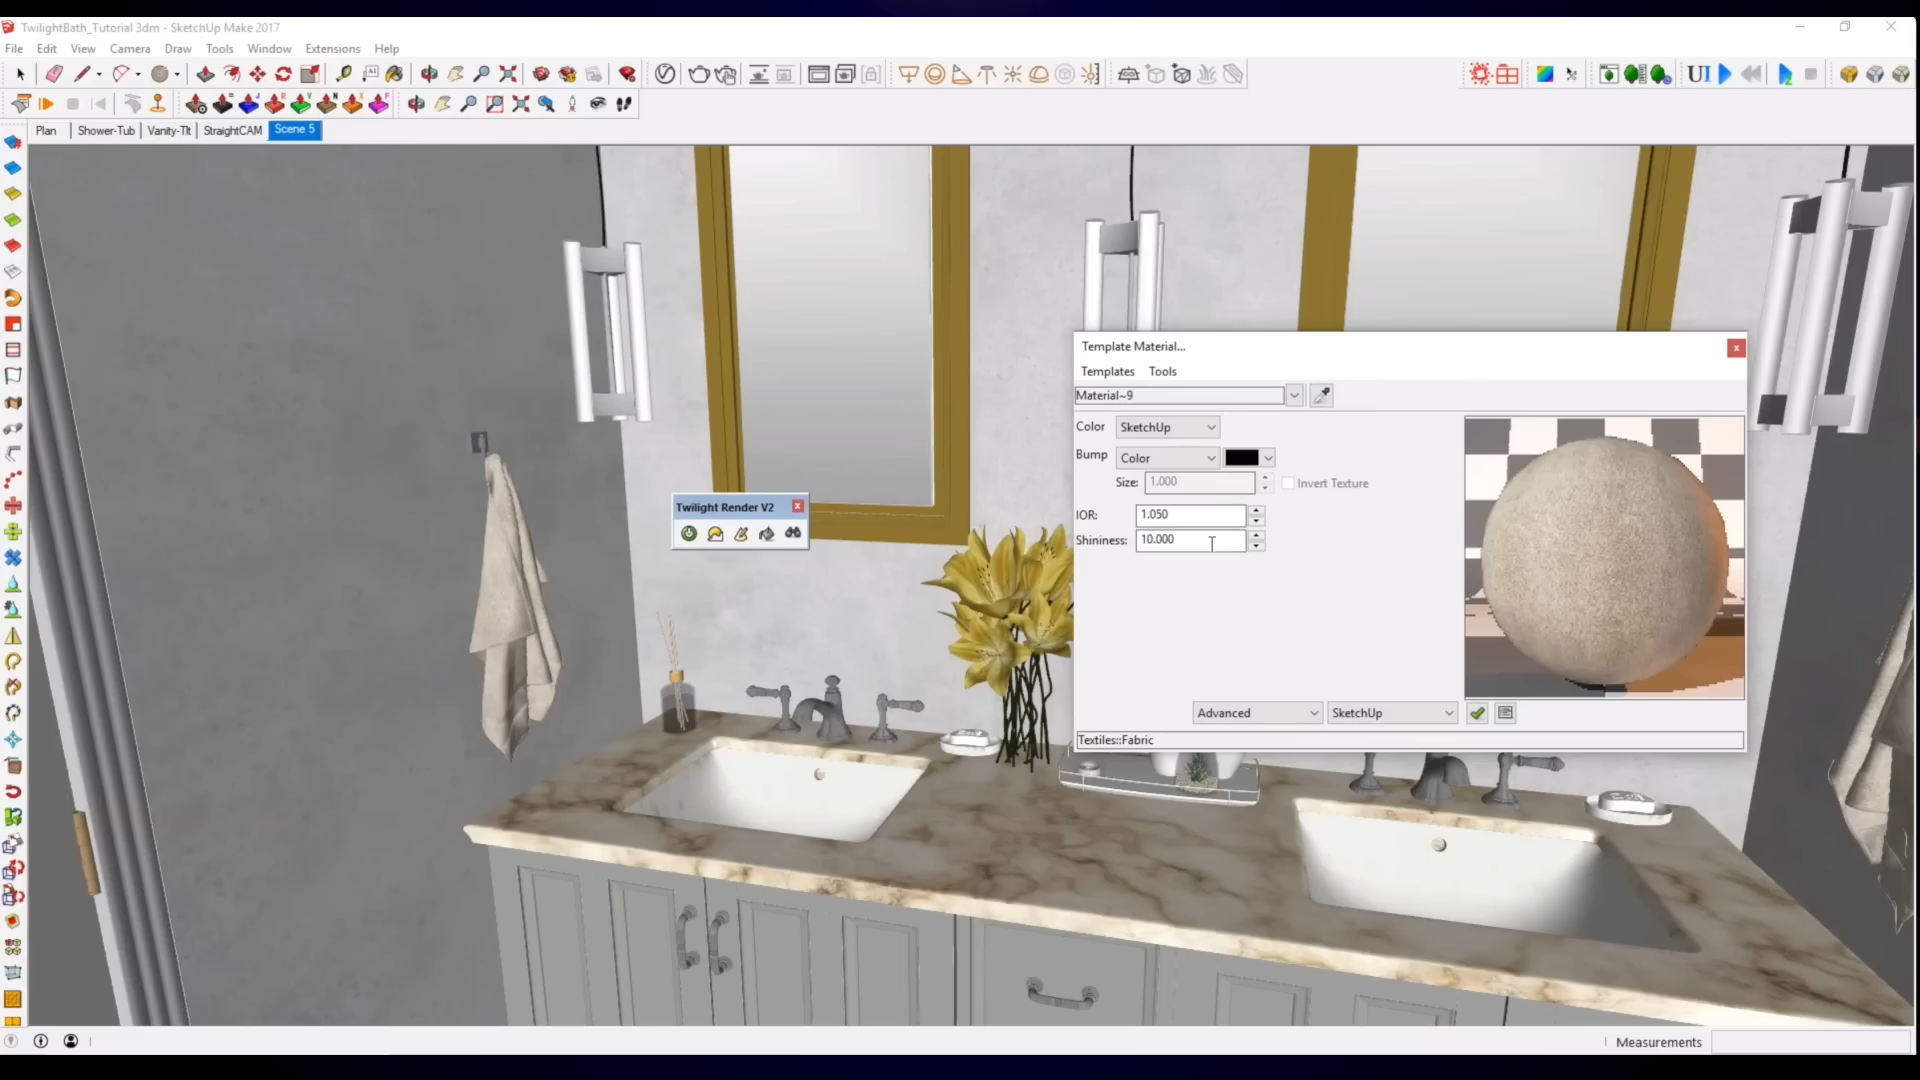 TwilightBath_Tutorial 3dm - SketchUp Make 2017
File Edit View Camera Draw Tools Window Extensions Help
UI
Plan Shower-Tub Vanity-Tlt StraightCAM Scene 5
Template Material...
Templates Tools
Material~9
Color SketchUp
Bump Color
Size: 1.000 Invert Texture
IOR: 1.050
Shininess: 10.000
Advanced SketchUp
Textiles::Fabric
Twilight Render V2
Measurements